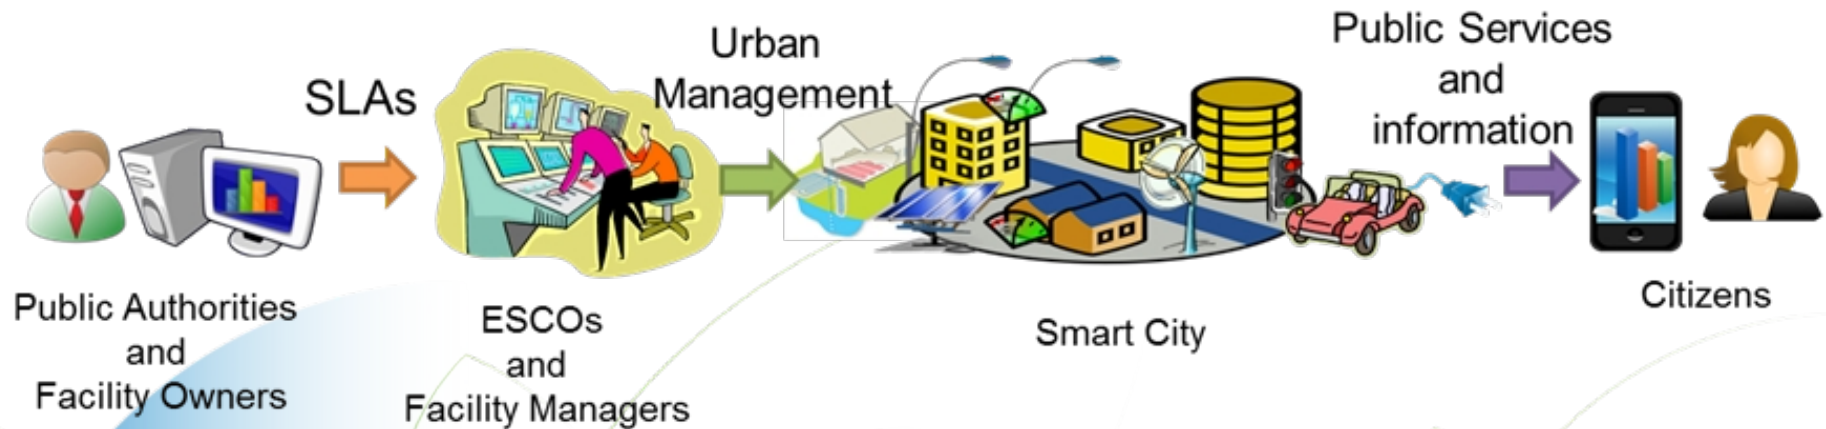 SLAs
Urban
Management
Public Services
and
information
Public Authorities
and
Facility Owners
ESCOs
and
Facility Managers
Smart City
Citizens